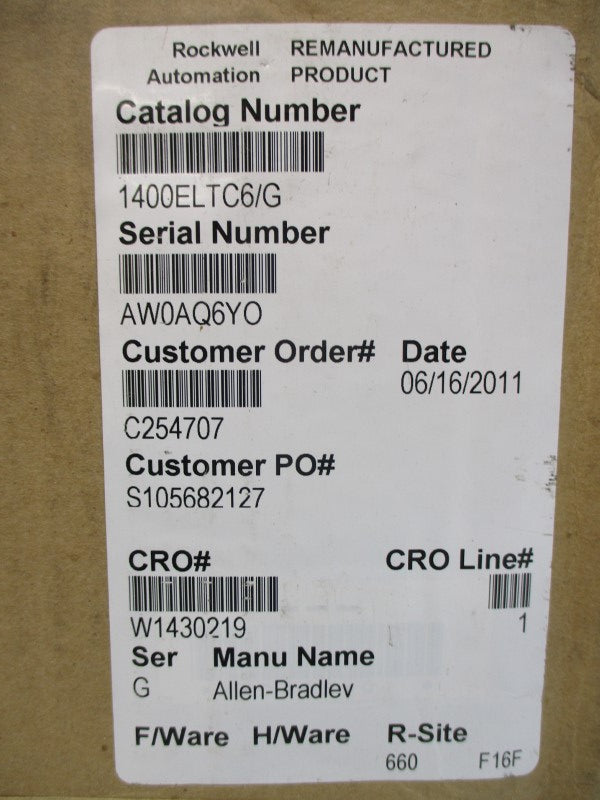 Rockwell REMANUFACTURED
Automation PRODUCT
Catalog Number
1400ELTC6/G
Serial Number
AW0AQ6YO
Customer Order# Date
06/16/2011
C254707
Customer PO#
S105682127
CRO# CRO Line#
W1430219 1
Ser Manu Name
G Allen-Bradley
F/Ware H/Ware R-Site
660 F16F